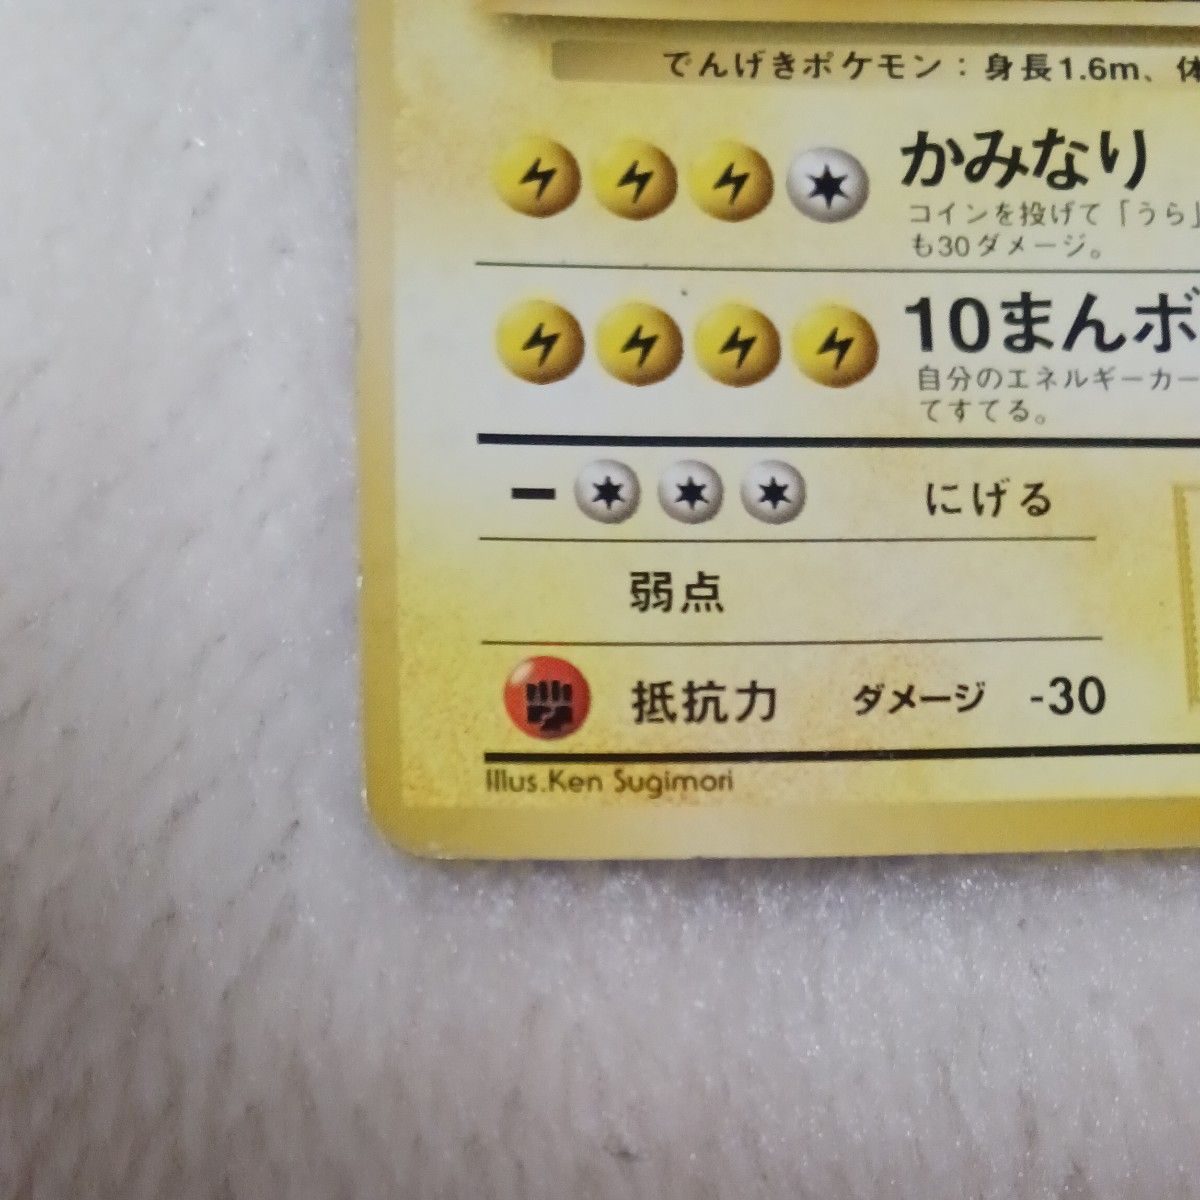 でんげきポケモン：身長1.6m、体
かみなり
コインを投げて「うら」
も30ダメージ。
10まんボ
自分のエネルギーカー
てすてる。
にげる
弱点
抵抗力 ダメージ -30
Illus.Ken Sugimori